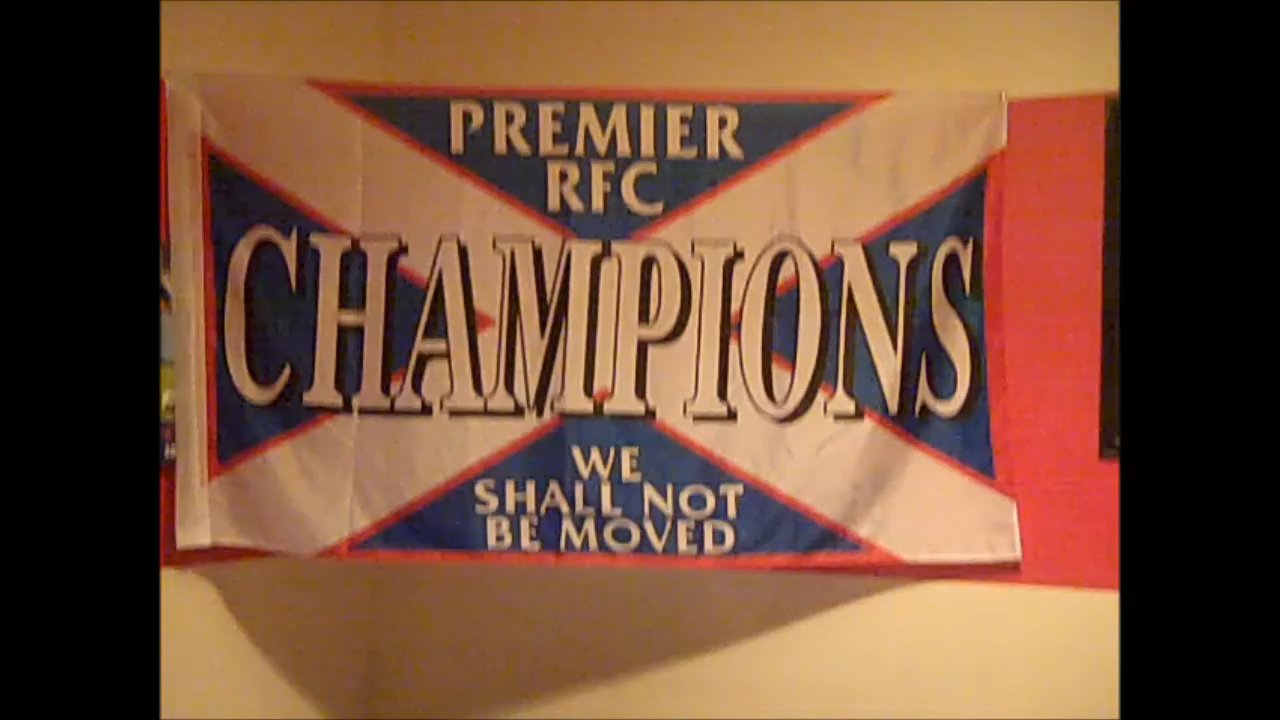 PREMIER
RFC
CHAMPIONS
WE
SHALL NOT
BE MOVED